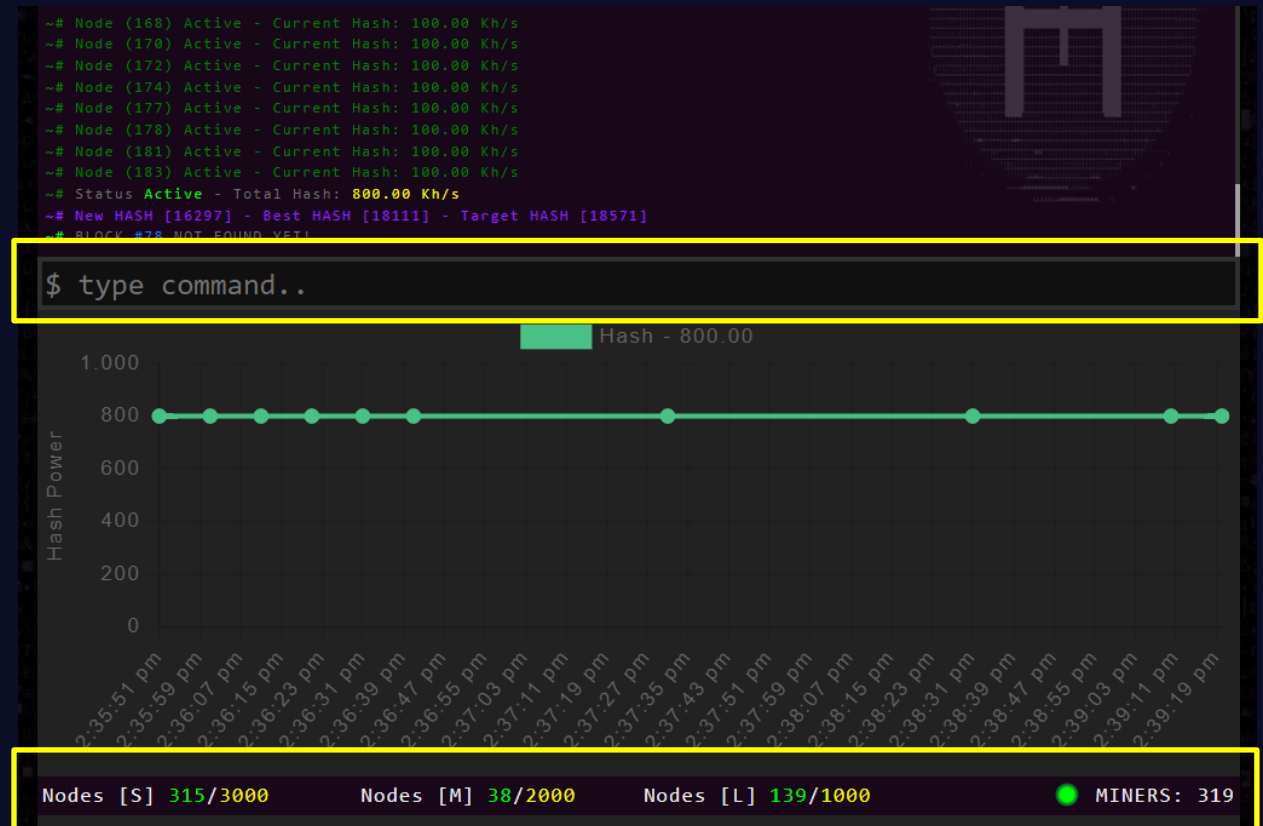 ~# Node (168) Active - Current Hash: 100.00 Kh/s
~# Node (170) Active - Current Hash: 100.00 Kh/s
~# Node (172) Active - Current Hash: 100.00 Kh/s
~# Node (174) Active - Current Hash: 100.00 Kh/s
~# Node (177) Active - Current Hash: 100.00 Kh/s
~# Node (178) Active - Current Hash: 100.00 Kh/s
~# Node (181) Active - Current Hash: 100.00 Kh/s
~# Node (183) Active - Current Hash: 100.00 Kh/s
~# Status Active - Total Hash: 800.00 Kh/s
~# New HASH [16297] - Best HASH [18111] - Target HASH [18571]
~# BLOCK #78 NOT FOUND YET!
$ type command..
Hash - 800.00
Hash Power
1.000
800
600
400
200
0
2:35:51 pm
2:35:59 pm
2:36:07 pm
2:36:15 pm
2:36:23 pm
2:36:31 pm
2:36:39 pm
2:36:47 pm
2:36:55 pm
2:37:03 pm
2:37:11 pm
2:37:19 pm
2:37:27 pm
2:37:35 pm
2:37:43 pm
2:37:51 pm
2:37:59 pm
2:38:07 pm
2:38:15 pm
2:38:23 pm
2:38:31 pm
2:38:39 pm
2:38:47 pm
2:38:55 pm
2:39:03 pm
2:39:11 pm
2:39:19 pm
Nodes [S] 315/3000 Nodes [M] 38/2000 Nodes [L] 139/1000 MINERS: 319